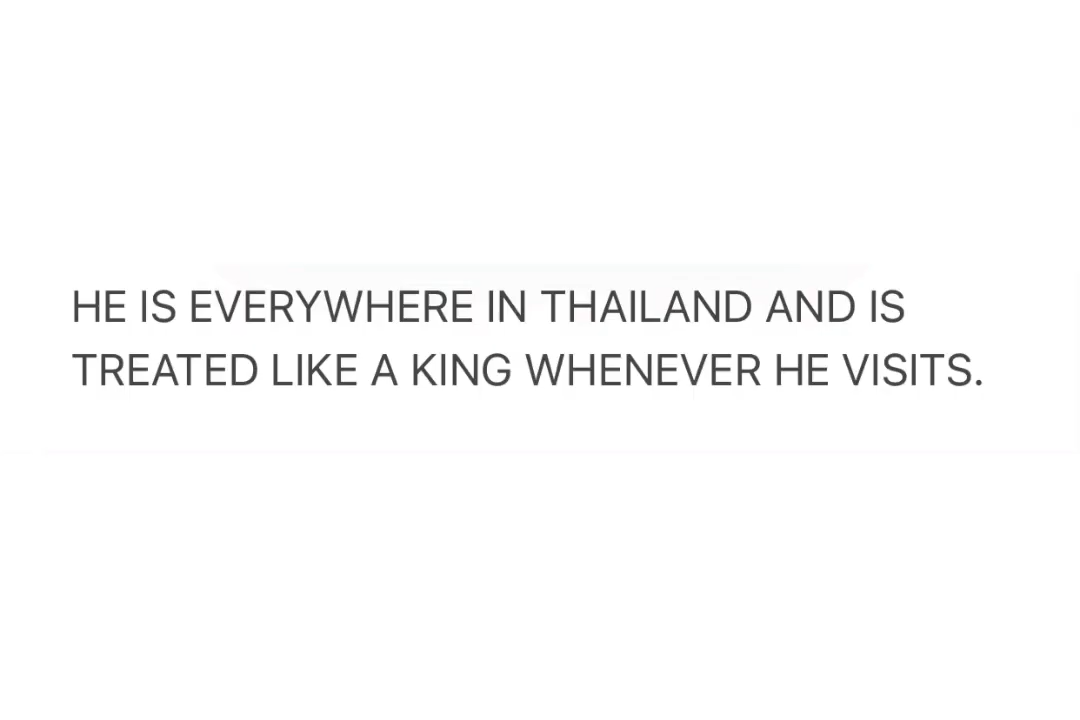 HE IS EVERYWHERE IN THAILAND AND IS
TREATED LIKE A KING WHENEVER HE VISITS.